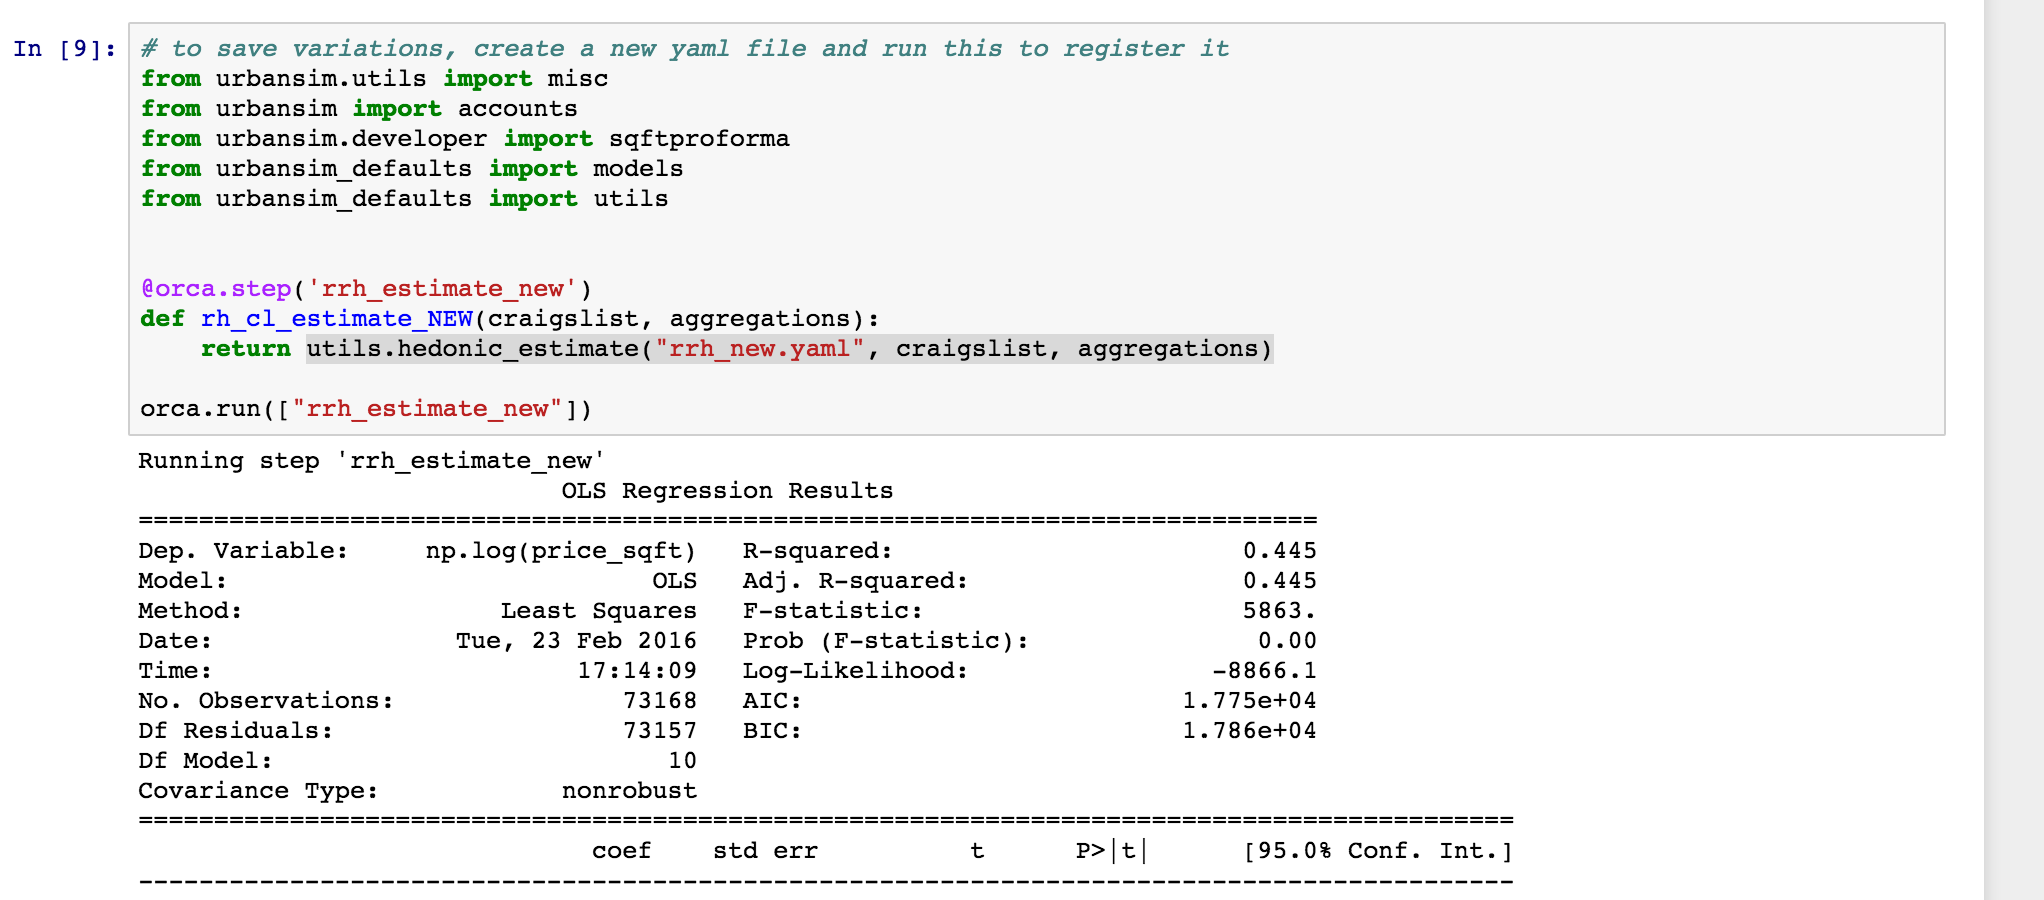 In [9]: # to save variations, create a new yaml file and run this to register it
from urbansim.utils import misc
from urbansim import accounts
from urbansim.developer import sqftproforma
from urbansim_defaults import models
from urbansim_defaults import utils
@orca.step('rrh_estimate_new')
def rh_cl_estimate_NEW(craigslist, aggregations):
    return utils.hedonic_estimate("rrh_new.yaml", craigslist, aggregations)
orca.run(["rrh_estimate_new"])
Running step 'rrh_estimate_new'
OLS Regression Results
==============================================================================
Dep. Variable:     np.log(price_sqft)   R-squared:                       0.445
Model:                            OLS   Adj. R-squared:                  0.445
Method:                 Least Squares   F-statistic:                     5863.
Date:                Tue, 23 Feb 2016   Prob (F-statistic):               0.00
Time:                        17:14:09   Log-Likelihood:                -8866.1
No. Observations:               73168   AIC:                         1.775e+04
Df Residuals:                   73157   BIC:                         1.786e+04
Df Model:                          10
Covariance Type:            nonrobust
===========================================================================================
                              coef    std err          t      P>|t|      [95.0% Conf. Int.]
-------------------------------------------------------------------------------------------